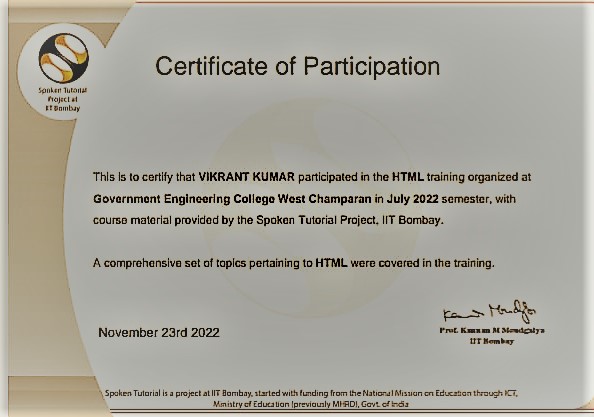 Spoken Tutorial
Project at
IIT Bombay
Certificate of Participation
This is to certify that VIKRANT KUMAR participated in the HTML training organized at
Government Engineering College West Champaran in July 2022 semester, with
course material provided by the Spoken Tutorial Project, IIT Bombay.
A comprehensive set of topics pertaining to HTML were covered in the training.
November 23rd 2022
Prof. Kannan M Moudgalya
IIT Bombay
Spoken Tutorial is a project at IIT Bombay, started with funding from the National Mission on Education through ICT,
Ministry of Education (previously MHRD), Govt. of India